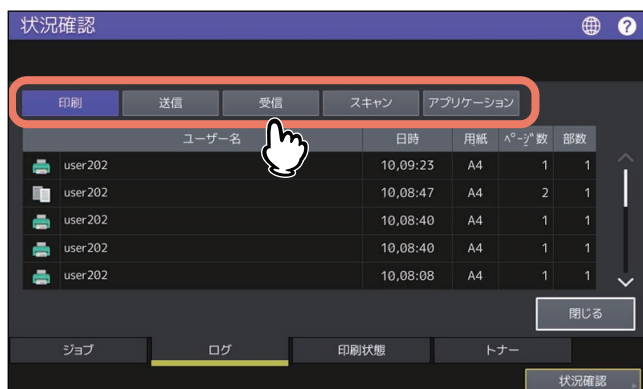 状況確認
?
印刷 送信 受信 スキャン アプリケーション
ユーザー名 日時 用紙 ﾍﾟｰｼﾞ数 部数
user202 10,09:23 A4 1 1
user202 10,08:47 A4 2 1
user202 10,08:40 A4 1 1
user202 10,08:40 A4 1 1
user202 10,08:08 A4 1 1
閉じる
ジョブ ログ 印刷状態 トナー
状況確認